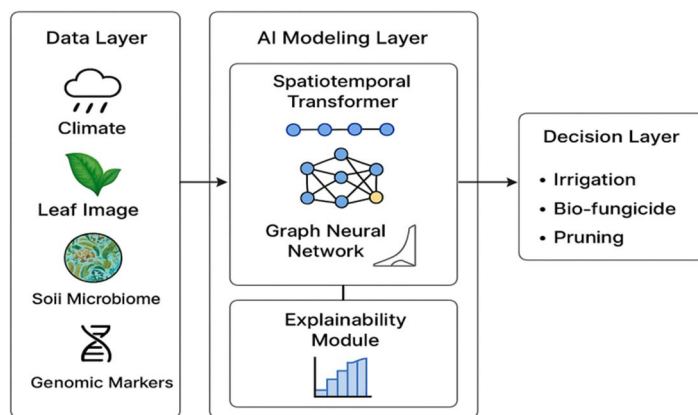 Data Layer
Climate
Leaf Image
Soii Microbiome
Genomic Markers
AI Modeling Layer
Spatiotemporal
Transformer
Graph Neural
Network
Explainability
Module
Decision Layer
• Irrigation
• Bio-fungicide
• Pruning